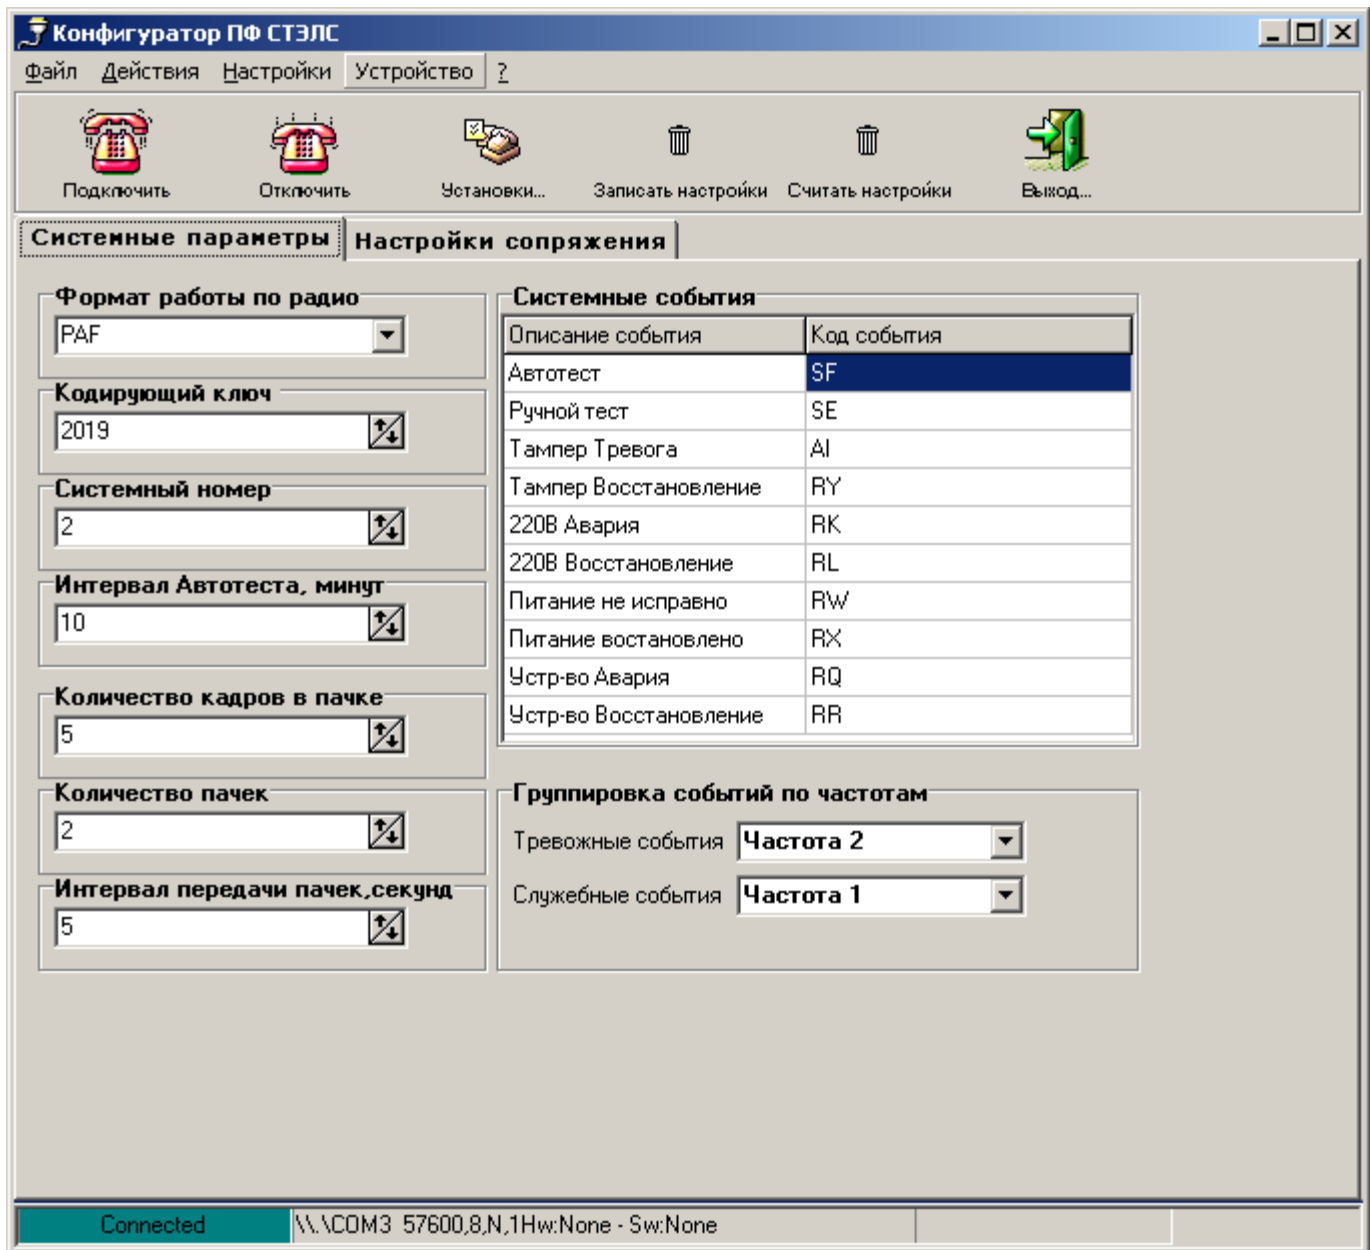 Конфигуратор ПФ СТЭЛС
Файл Действия Настройки Устройство ?
Подключить Отключить Установки... Записать настройки Считать настройки Выход...
Системные параметры Настройки сопряжения
Формат работы по радио
PAF
Кодирующий ключ
2019
Системный номер
2
Интервал Автотеста, минут
10
Количество кадров в пачке
5
Количество пачек
2
Интервал передачи пачек,секунд
5
Системные события
Описание события Код события
Автотест SF
Ручной тест SE
Тампер Тревога AI
Тампер Восстановление RY
220В Авария RK
220В Восстановление RL
Питание не исправно RW
Питание востановлено RX
Устр-во Авария RQ
Устр-во Восстановление RR
Группировка событий по частотам
Тревожные события Частота 2
Служебные события Частота 1
Connected \\.\COM3 57600,8,N,1Hw:None - Sw:None